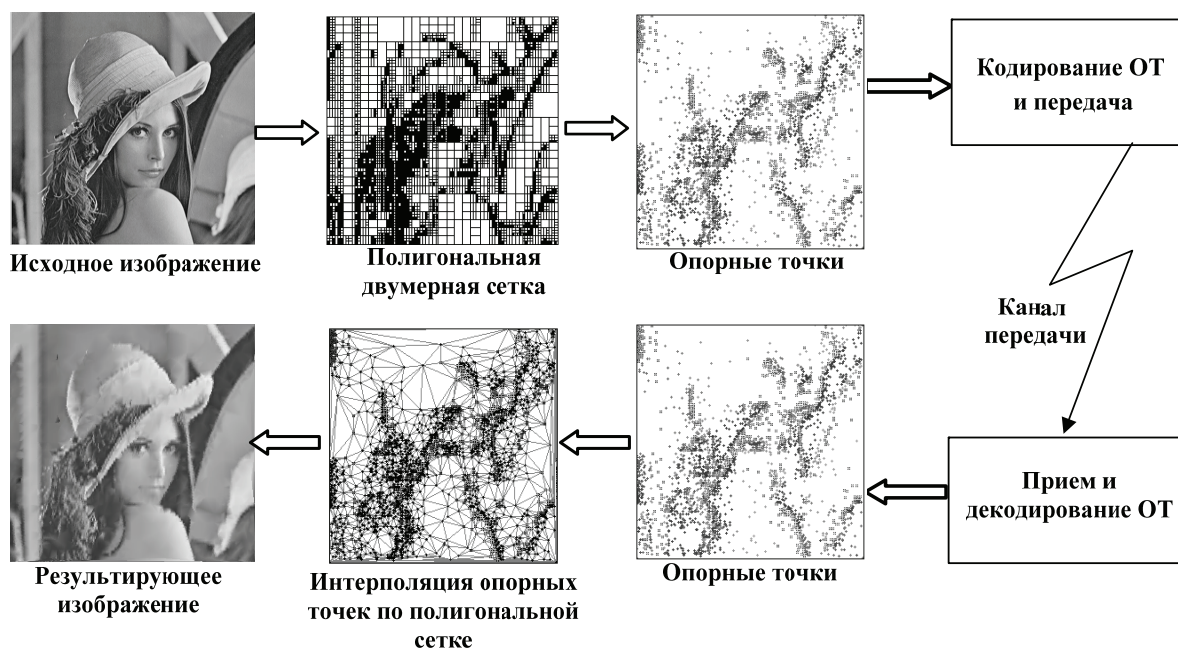 Кодирование ОТ
и передача
Исходное изображение
Полигональная
двумерная сетка
Опорные точки
Канал
передачи
Прием и
декодирование ОТ
Результирующее
изображение
Интерполяция опорных
точек по полигональной
сетке
Опорные точки